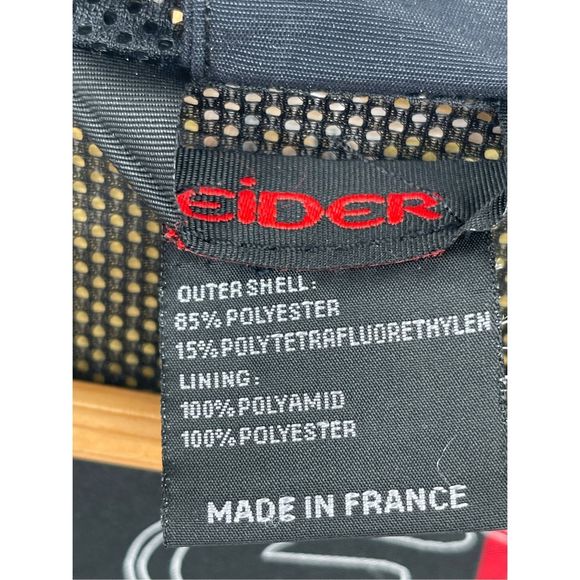 EiDER
OUTER SHELL:
85% POLYESTER
15% POLYTETRAFLUORETHYLEN
LINING:
100% POLYAMID
100% POLYESTER
MADE IN FRANCE